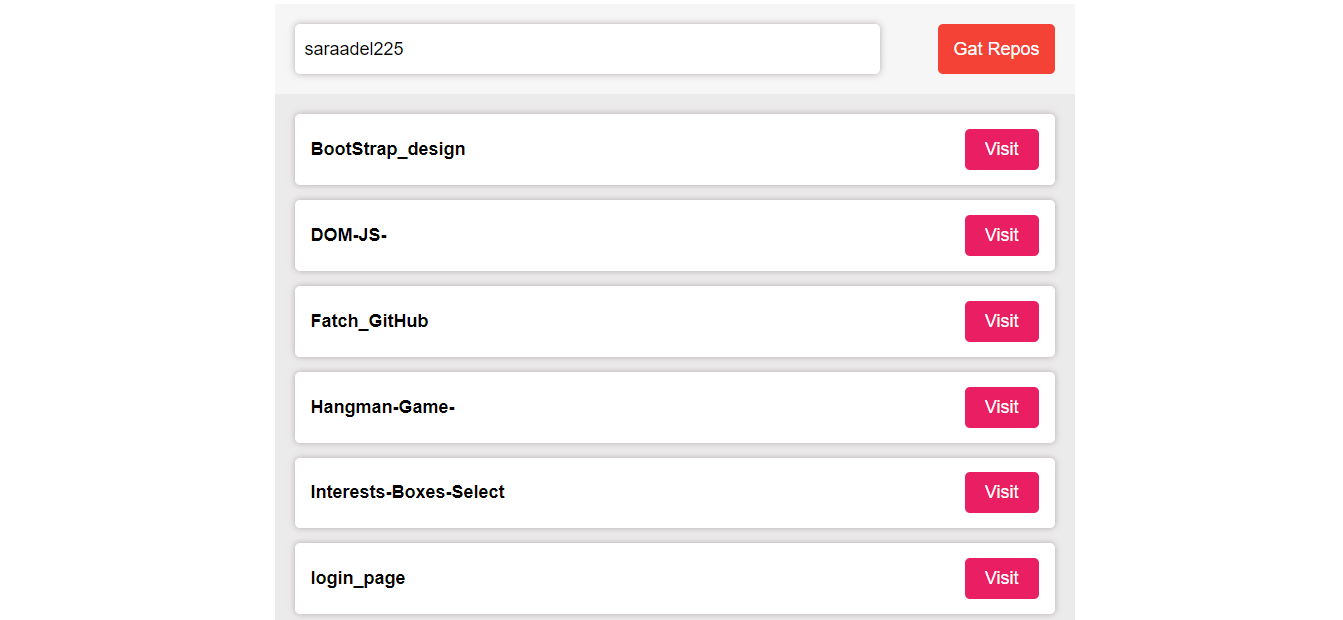 saraadel225
Gat Repos
BootStrap_design
Visit
DOM-JS-
Visit
Fatch_GitHub
Visit
Hangman-Game-
Visit
Interests-Boxes-Select
Visit
login_page
Visit